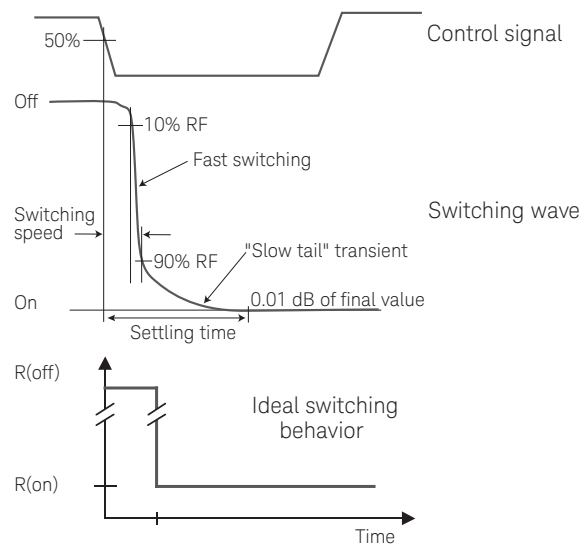 Control signal
50%
Off
10% RF
Fast switching
Switching wave
Switching
speed
90% RF
"Slow tail" transient
On
0.01 dB of final value
Settling time
R(off)
Ideal switching
behavior
R(on)
Time